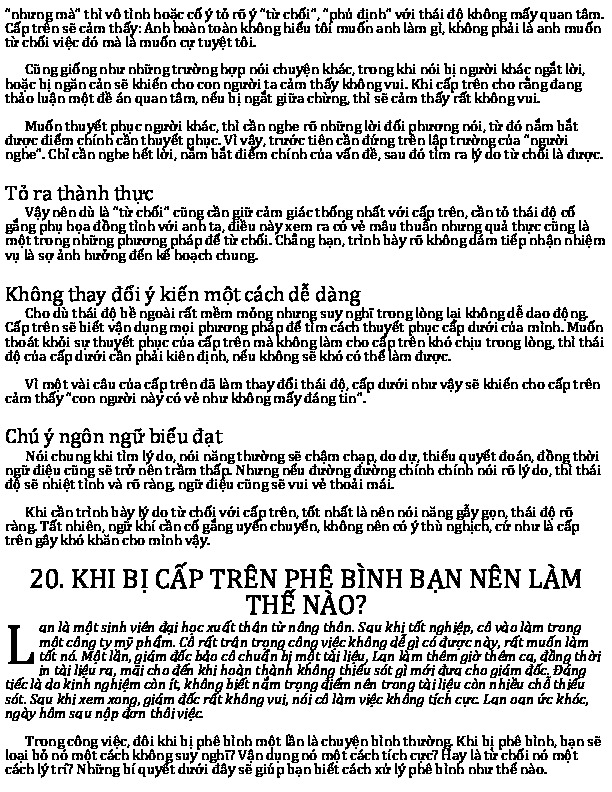 “nhưng mà” thì vô tình hoặc cố ý tỏ rõ ý “từ chối”, “phủ định” với thái độ không mấy quan tâm.
Cấp trên sẽ cảm thấy: Anh hoàn toàn không hiểu tôi muốn anh làm gì, không phải là anh muốn
từ chối việc đó mà là muốn cự tuyệt tôi.
Cũng giống như những trường hợp nói chuyện khác, trong khi nói bị người khác ngắt lời,
hoặc bị ngăn cản sẽ khiến cho con người ta cảm thấy không vui. Khi cấp trên cho rằng đang
thảo luận một đề án quan tâm, nếu bị ngắt giữa chừng, thì sẽ cảm thấy rất không vui.
Muốn thuyết phục người khác, thì cần nghe rõ những lời đối phương nói, từ đó nắm bắt
được điểm chính cần thuyết phục. Vì vậy, trước tiên cần đứng trên lập trường của “người
nghe”. Chỉ cần nghe hết lời, nắm bắt điểm chính của vấn đề, sau đó tìm ra lý do từ chối là được.
Tỏ ra thành thực
Vậy nên dù là “từ chối” cũng cần giữ cảm giác thống nhất với cấp trên, cần tỏ thái độ cố
gắng phụ họa đồng tình với anh ta, điều này xem ra có vẻ mâu thuẫn nhưng quả thực cũng là
một trong những phương pháp để từ chối. Chẳng hạn, trình bày rõ không dám tiếp nhận nhiệm
vụ là sợ ảnh hưởng đến kế hoạch chung.
Không thay đổi ý kiến một cách dễ dàng
Cho dù thái độ bề ngoài rất mềm mỏng nhưng suy nghĩ trong lòng lại không dễ dao động.
Cấp trên sẽ biết vận dụng mọi phương pháp để tìm cách thuyết phục cấp dưới của mình. Muốn
thoát khỏi sự thuyết phục của cấp trên mà không làm cho cấp trên khó chịu trong lòng, thì thái
độ của cấp dưới cần phải kiên định, nếu không sẽ khó có thể làm được.
Vì một vài câu của cấp trên đã làm thay đổi thái độ, cấp dưới như vậy sẽ khiến cho cấp trên
cảm thấy “con người này có vẻ như không mấy đáng tin”.
Chú ý ngôn ngữ biểu đạt
Nói chung khi tìm lý do, nói năng thường sẽ chậm chạp, do dự, thiếu quyết đoán, đồng thời
ngữ điệu cũng sẽ trở nên trầm thấp. Nhưng nếu đường đường chính chính nói rõ lý do, thì thái
độ sẽ nhiệt tình và rõ ràng, ngữ điệu cũng sẽ vui vẻ thoải mái.
Khi cần trình bày lý do từ chối với cấp trên, tốt nhất là nên nói năng gẫy gọn, thái độ rõ
ràng. Tất nhiên, ngữ khí cần cố gắng uyển chuyển, không nên có ý thù nghịch, cứ như là cấp
trên gây khó khăn cho mình vậy.
20. KHI BỊ CẤP TRÊN PHÊ BÌNH BẠN NÊN LÀM
THẾ NÀO?
Lan là một sinh viên đại học xuất thân từ nông thôn. Sau khi tốt nghiệp, cô vào làm trong
một công ty mỹ phẩm. Cô rất trân trọng công việc không dễ gì có được này, rất muốn làm
tốt nó. Một lần, giám đốc bảo cô chuẩn bị một tài liệu, Lan làm thêm giờ thêm ca, đồng thời
in tài liệu ra, mãi cho đến khi hoàn thành không thiếu sót gì mới đưa cho giám đốc. Đáng
tiếc là do kinh nghiệm còn ít, không biết nắm trọng điểm nên trong tài liệu còn nhiều chỗ thiếu
sót. Sau khi xem xong, giám đốc rất không vui, nói cô làm việc không tích cực. Lan oan ức khóc,
ngày hôm sau nộp đơn thôi việc.
Trong công việc, đôi khi bị phê bình một lần là chuyện bình thường. Khi bị phê bình, bạn sẽ
loại bỏ nó một cách không suy nghĩ? Vận dụng nó một cách tích cực? Hay là từ chối nó một
cách lý trí? Những bí quyết dưới đây sẽ giúp bạn biết cách xử lý phê bình như thế nào.